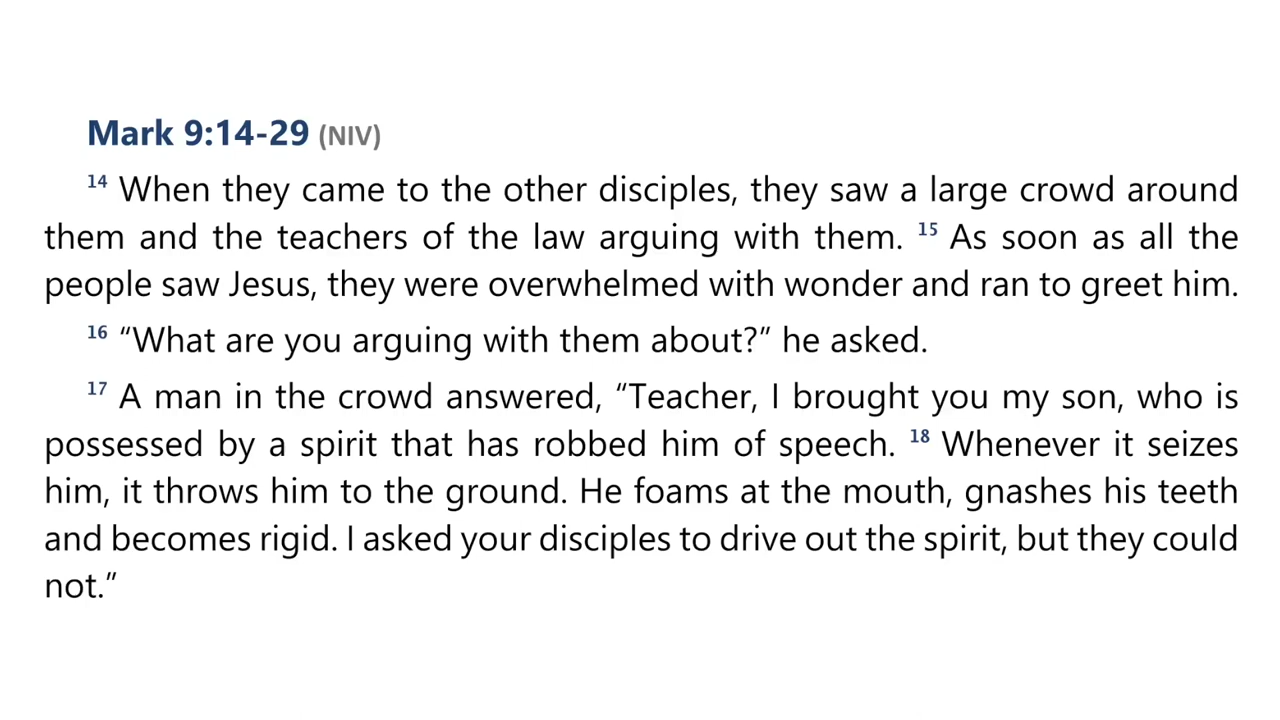 Mark 9:14-29 (NIV)
14 When they came to the other disciples, they saw a large crowd around
them and the teachers of the law arguing with them. 15 As soon as all the
people saw Jesus, they were overwhelmed with wonder and ran to greet him.
16 “What are you arguing with them about?” he asked.
17 A man in the crowd answered, “Teacher, I brought you my son, who is
possessed by a spirit that has robbed him of speech. 18 Whenever it seizes
him, it throws him to the ground. He foams at the mouth, gnashes his teeth
and becomes rigid. I asked your disciples to drive out the spirit, but they could
not.”